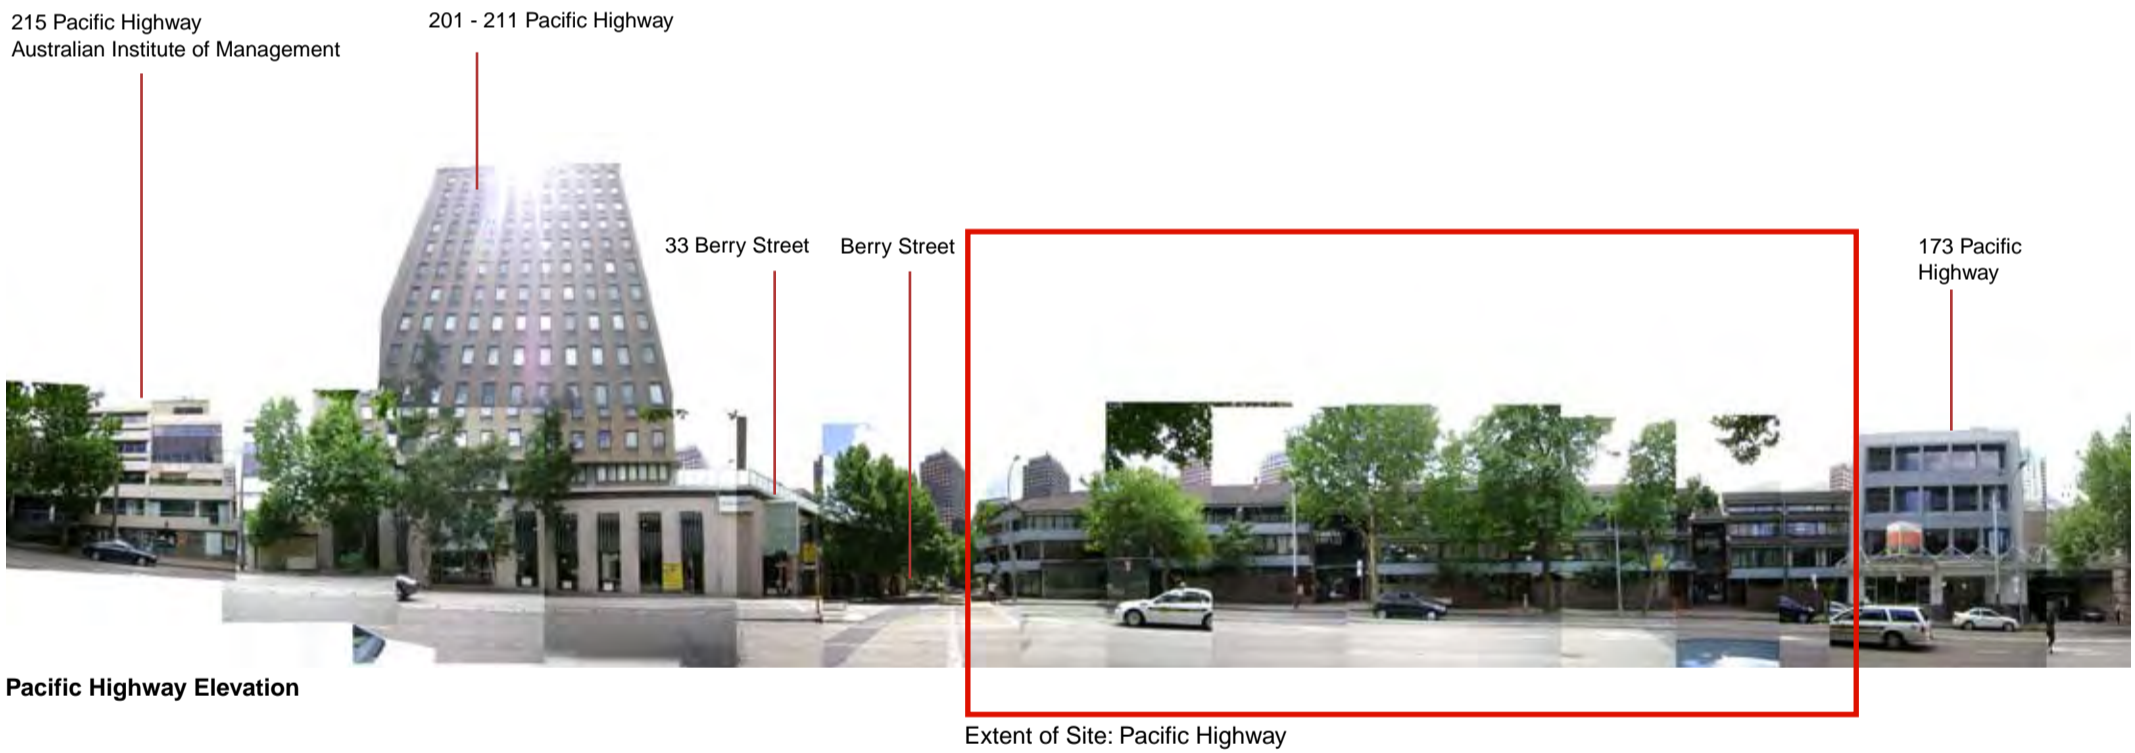 215 Pacific Highway
Australian Institute of Management
201 - 211 Pacific Highway
33 Berry Street
Berry Street
173 Pacific
Highway
Pacific Highway Elevation
Extent of Site: Pacific Highway